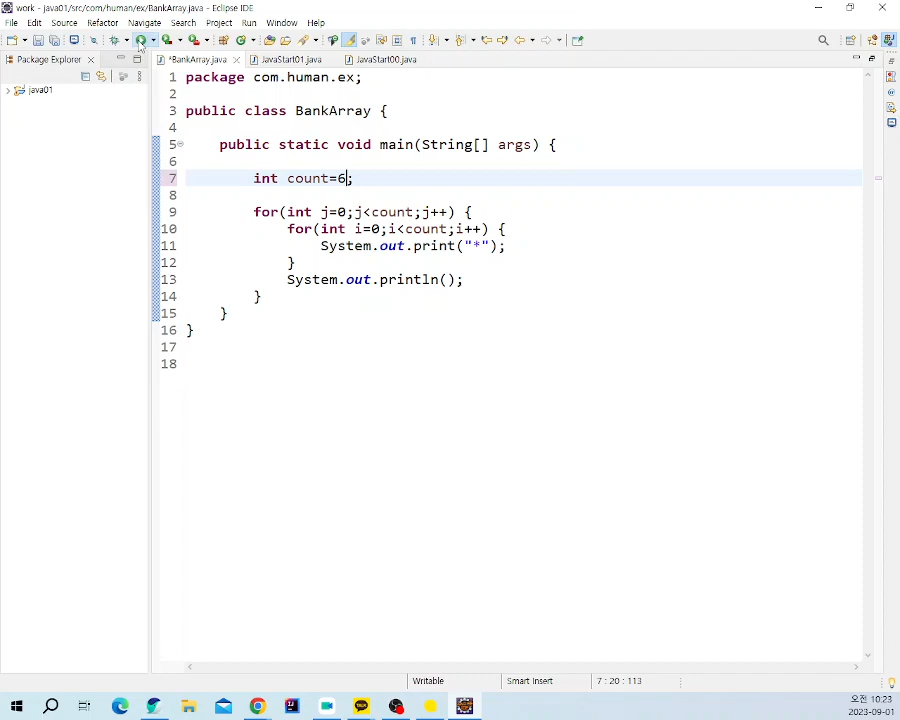 work - java01/src/com/human/ex/BankArray.java - Eclipse IDE
File Edit Source Refactor Navigate Search Project Run Window Help
Package Explorer
*BankArray.java
JavaStart01.java
JavaStart00.java
java01
1 package com.human.ex;
2
3 public class BankArray {
4
5 public static void main(String[] args) {
6
7 int count=6;
8
9 for(int j=0;j<count;j++) {
10 for(int i=0;i<count;i++) {
11 System.out.print("*");
12 }
13 System.out.println();
14 }
15 }
16 }
17
18
Writable Smart Insert 7 : 20 : 113
TALK
오전 10:23
2023-09-01